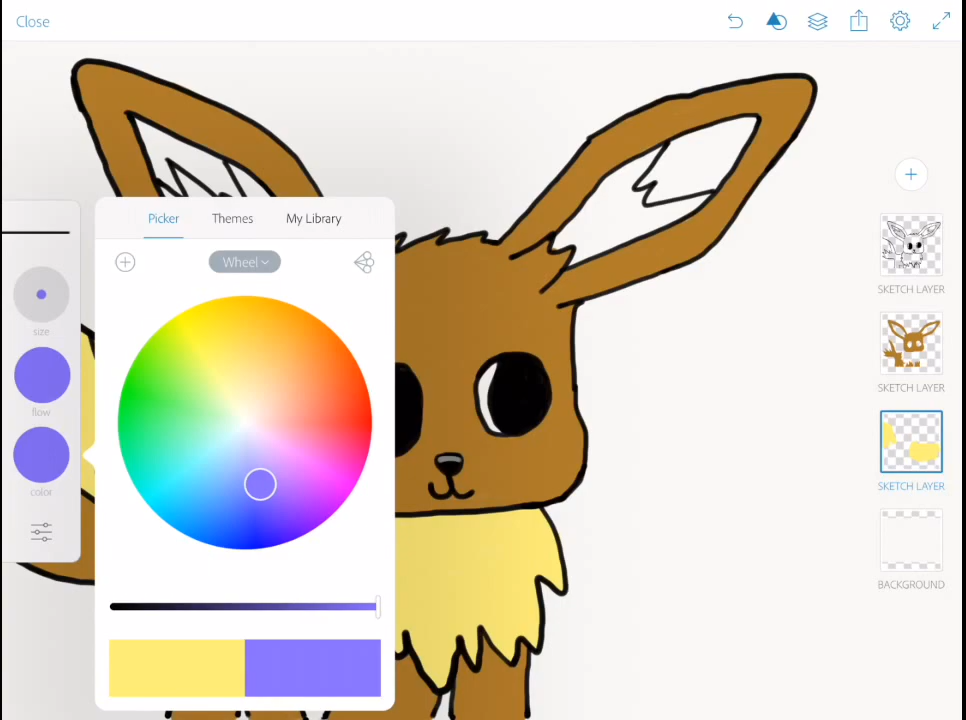 Close
Picker Themes My Library
Wheel
size
flow
color
SKETCH LAYER
SKETCH LAYER
SKETCH LAYER
BACKGROUND